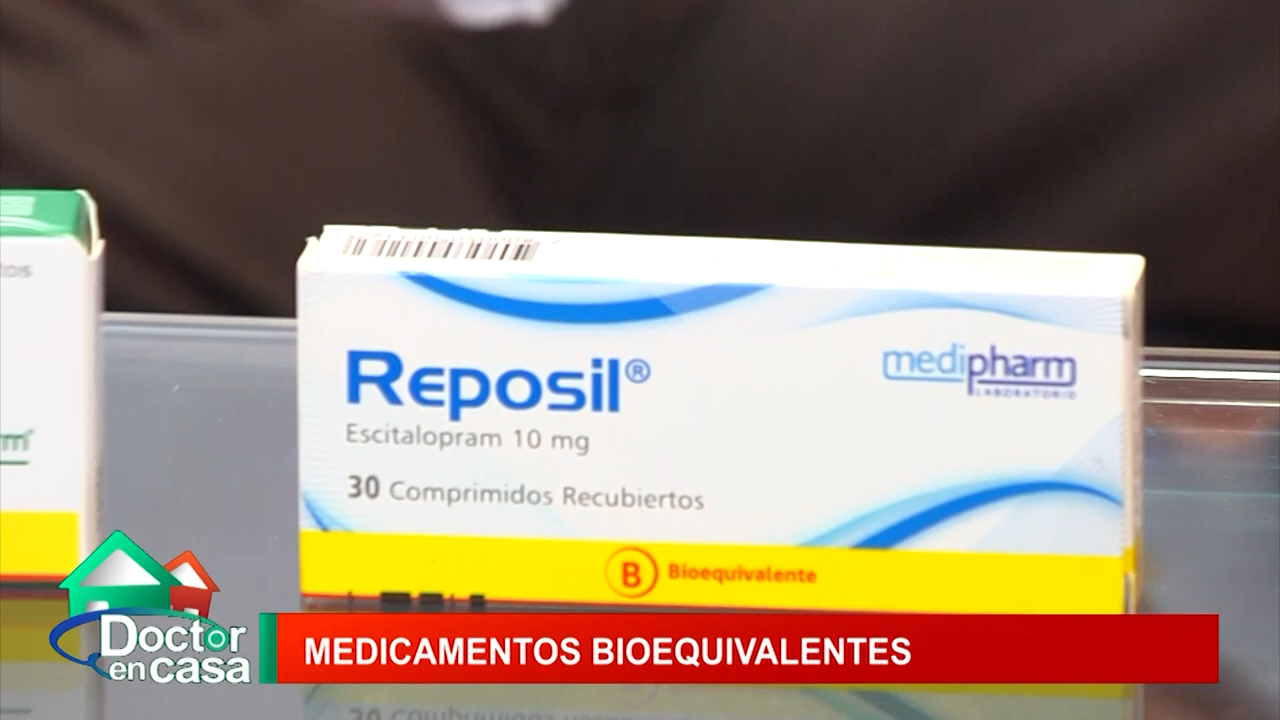 Reposil®
Escitalopram 10 mg
30 Comprimidos Recubiertos
medipharm
LABORATORIO
B Bioequivalente
Doctor
en casa
MEDICAMENTOS BIOEQUIVALENTES